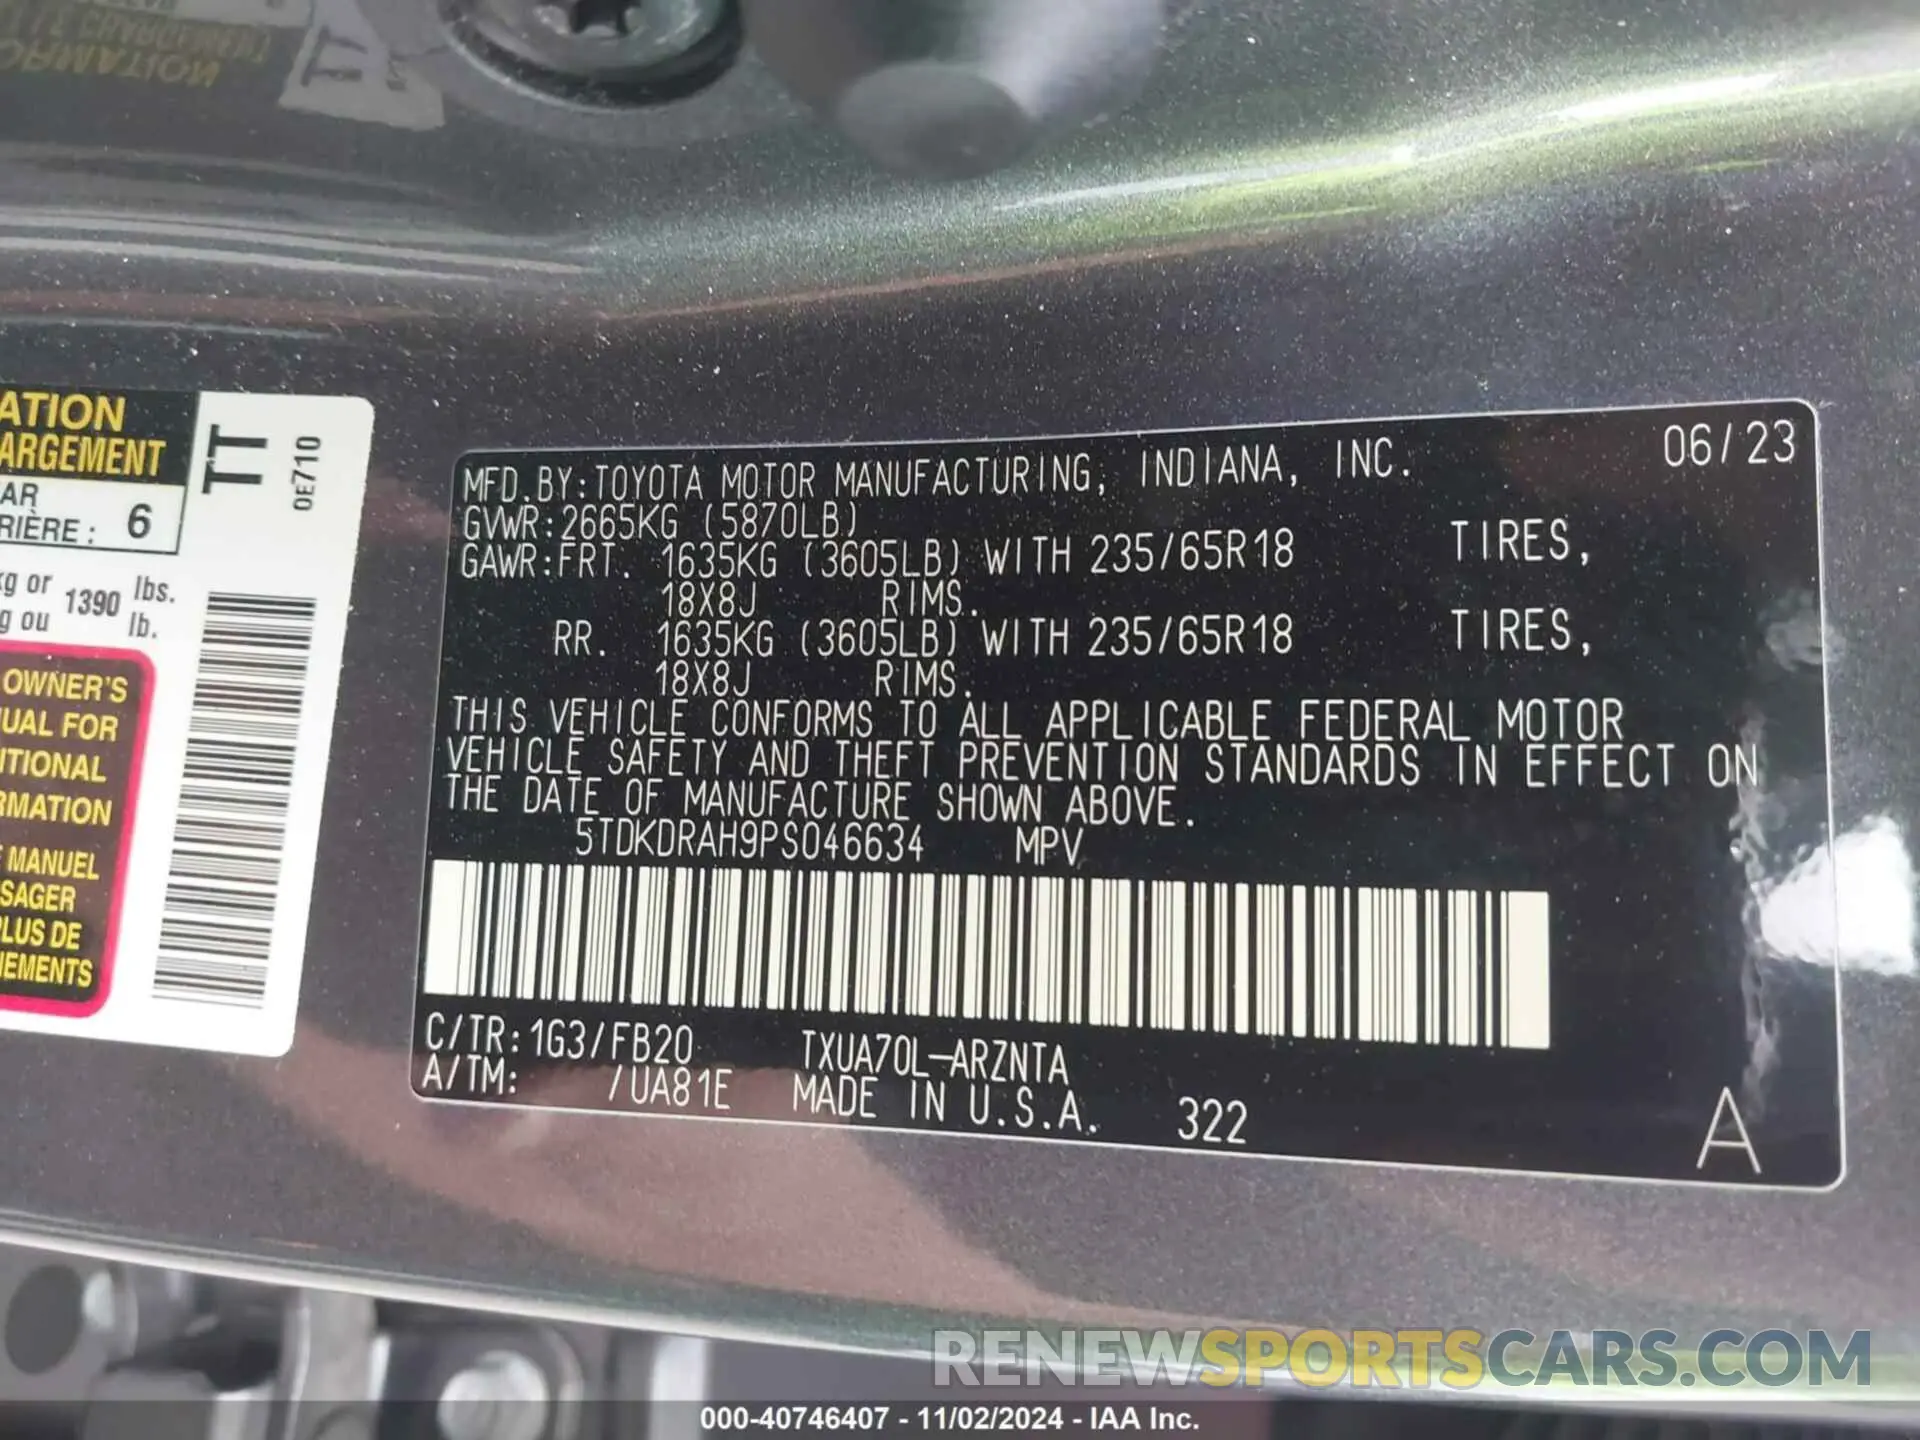 ATION
ARGEMENT
AR
RIÈRE : 6
kg or 1390 lbs.
g ou lb.
OWNER'S
UAL FOR
ITIONAL
RMATION
MANUEL
SAGER
PLUS DE
EMENTS
TT
0E710
MFD.BY:TOYOTA MOTOR MANUFACTURING, INDIANA, INC. 06/23
GVWR:2665KG (5870LB)
GAWR:FRT. 1635KG (3605LB) WITH 235/65R18 TIRES,
18X8J RIMS.
RR. 1635KG (3605LB) WITH 235/65R18 TIRES,
18X8J RIMS.
THIS VEHICLE CONFORMS TO ALL APPLICABLE FEDERAL MOTOR
VEHICLE SAFETY AND THEFT PREVENTION STANDARDS IN EFFECT ON
THE DATE OF MANUFACTURE SHOWN ABOVE.
5TDKDRAH9PS046634 MPV
C/TR:1G3/FB20 TXUA70L-ARZNTA
A/TM: /UA81E MADE IN U.S.A. 322
A
RENEWSPORTSCARS.COM
000-40746407 - 11/02/2024 - IAA Inc.